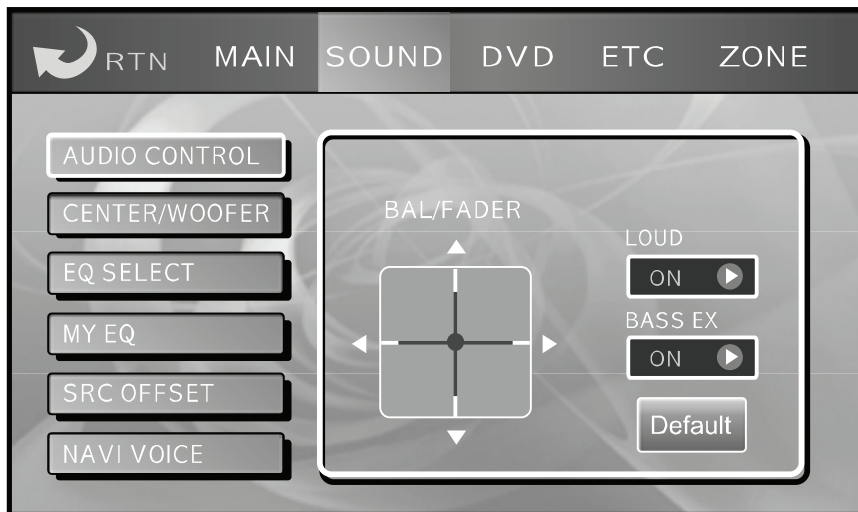 RTN MAIN SOUND DVD ETC ZONE
AUDIO CONTROL
CENTER/WOOFER
EQ SELECT
MY EQ
SRC OFFSET
NAVI VOICE
BAL/FADER
LOUD
ON
BASS EX
ON
Default